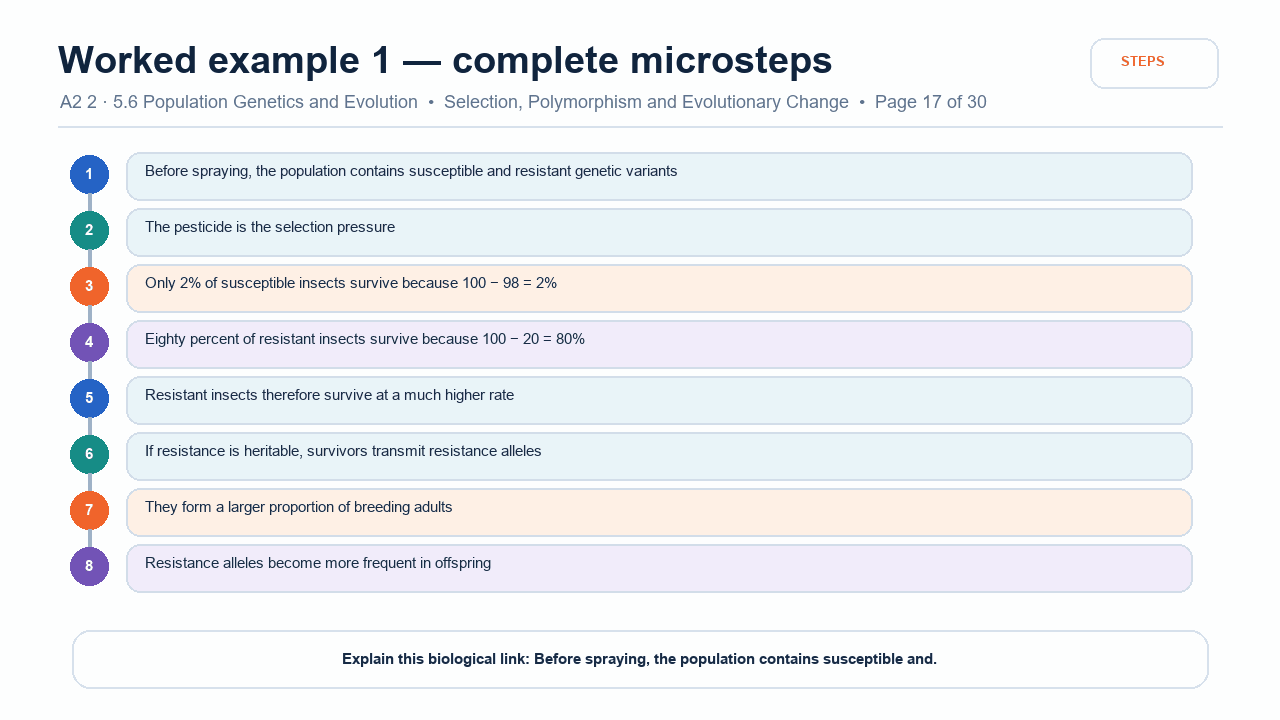 Worked example 1 — complete microsteps
STEPS
A2 2 · 5.6 Population Genetics and Evolution • Selection, Polymorphism and Evolutionary Change • Page 17 of 30
1 Before spraying, the population contains susceptible and resistant genetic variants
2 The pesticide is the selection pressure
3 Only 2% of susceptible insects survive because 100 − 98 = 2%
4 Eighty percent of resistant insects survive because 100 − 20 = 80%
5 Resistant insects therefore survive at a much higher rate
6 If resistance is heritable, survivors transmit resistance alleles
7 They form a larger proportion of breeding adults
8 Resistance alleles become more frequent in offspring
Explain this biological link: Before spraying, the population contains susceptible and.